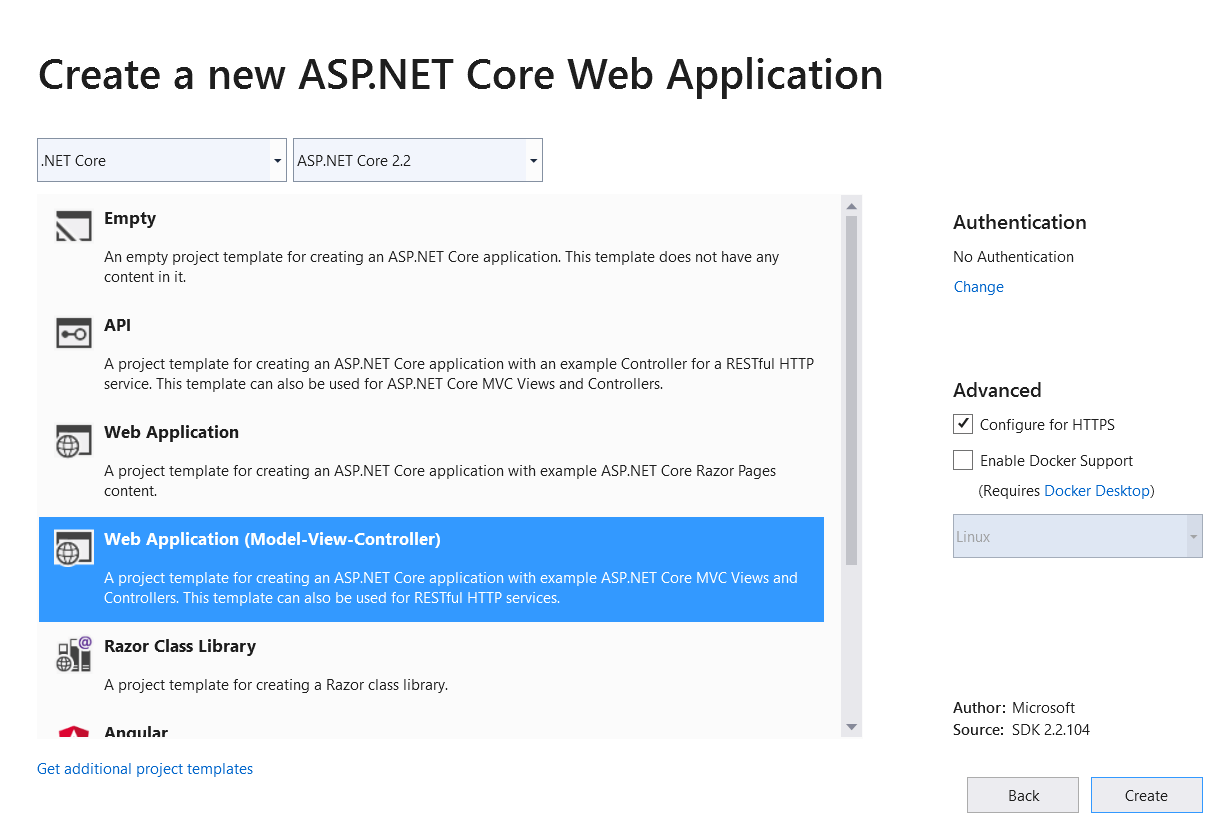 Create a new ASP.NET Core Web Application
.NET Core
ASP.NET Core 2.2
Empty
An empty project template for creating an ASP.NET Core application. This template does not have any
content in it.
API
A project template for creating an ASP.NET Core application with an example Controller for a RESTful HTTP
service. This template can also be used for ASP.NET Core MVC Views and Controllers.
Web Application
A project template for creating an ASP.NET Core application with example ASP.NET Core Razor Pages
content.
Web Application (Model-View-Controller)
A project template for creating an ASP.NET Core application with example ASP.NET Core MVC Views and
Controllers. This template can also be used for RESTful HTTP services.
Razor Class Library
A project template for creating a Razor class library.
Angular
Get additional project templates
Authentication
No Authentication
Change
Advanced
Configure for HTTPS
Enable Docker Support
(Requires Docker Desktop)
Linux
Author: Microsoft
Source: SDK 2.2.104
Back
Create